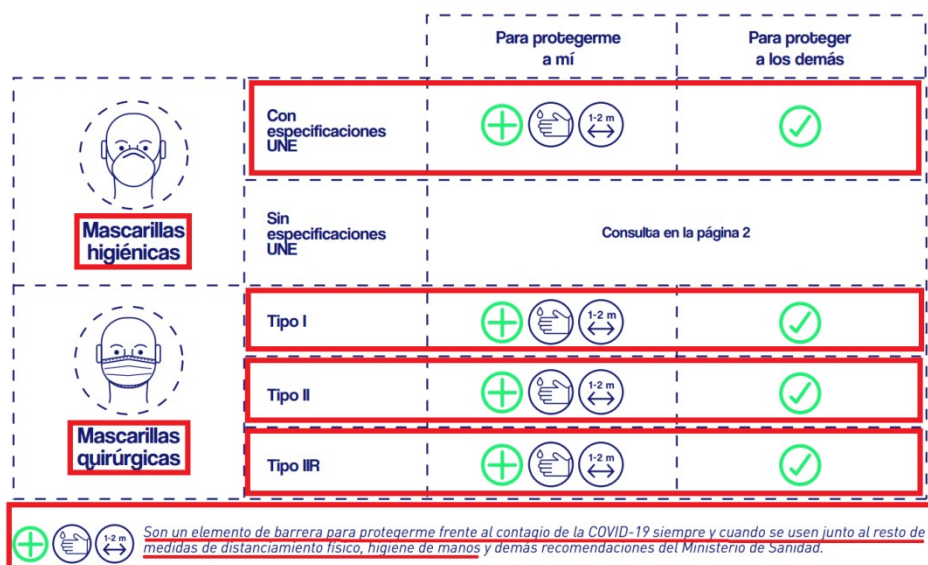 Para protegerme
a mí
Para proteger
a los demás
Mascarillas
higiénicas
Con
especificaciones
UNE
1-2 m
Sin
especificaciones
UNE
Consulta en la página 2
Mascarillas
quirúrgicas
Tipo I
1-2 m
Tipo II
1-2 m
Tipo IIR
1-2 m
1-2 m
Son un elemento de barrera para protegerme frente al contagio de la COVID-19 siempre y cuando se usen junto al resto de
medidas de distanciamiento físico, higiene de manos y demás recomendaciones del Ministerio de Sanidad.